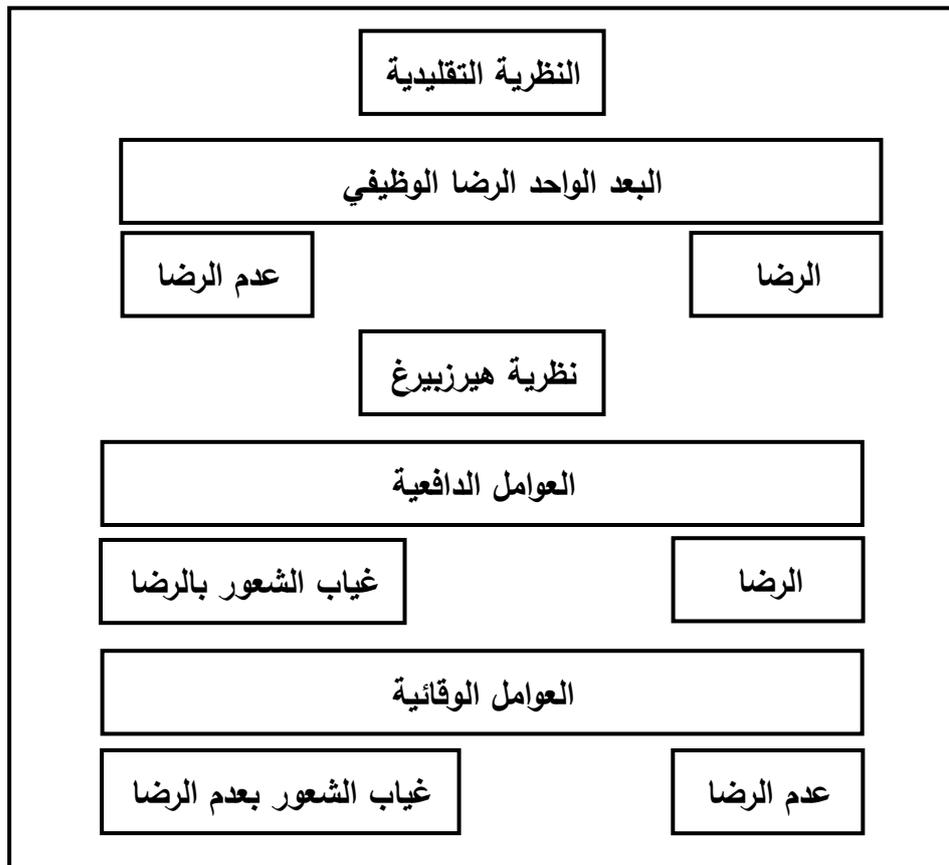 النظرية التقليدية
البعد الواحد الرضا الوظيفي
الرضا
عدم الرضا
نظرية هيرزبيرغ
العوامل الدافعية
الرضا
غياب الشعور بالرضا
العوامل الوقائية
عدم الرضا
غياب الشعور بعدم الرضا